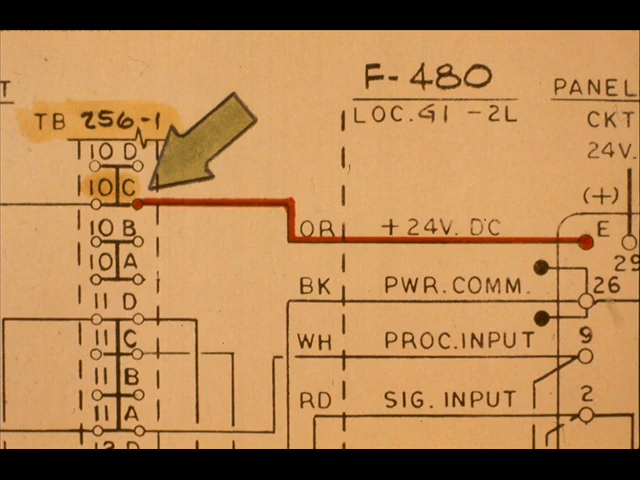 T
F-480
PANEL
TB 256-1
LOC. G1 -2L
CKT
24V.
10 D
10 C
(+)
10 B
OR
+24V. DC
E
10 A
29
BK
PWR. COMM.
26
11 D
11 C
WH
PROC. INPUT
9
11 B
11 A
RD
SIG. INPUT
2